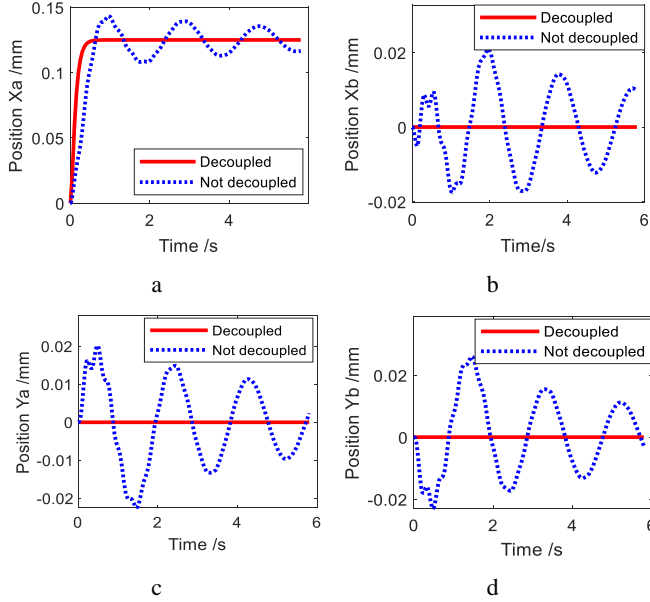 0.15
0.1
0.05
0
Position Xa /mm
Decoupled
Not decoupled
0 2 4
Time /s
a
0.02
0
-0.02
Position Xb /mm
Decoupled
Not decoupled
0 2 4 6
Time/s
b
0.02
0.01
0
-0.01
-0.02
Position Ya /mm
Decoupled
Not decoupled
0 2 4 6
Time /s
c
0.02
0
-0.02
Position Yb /mm
Decoupled
Not decoupled
0 2 4 6
Time /s
d